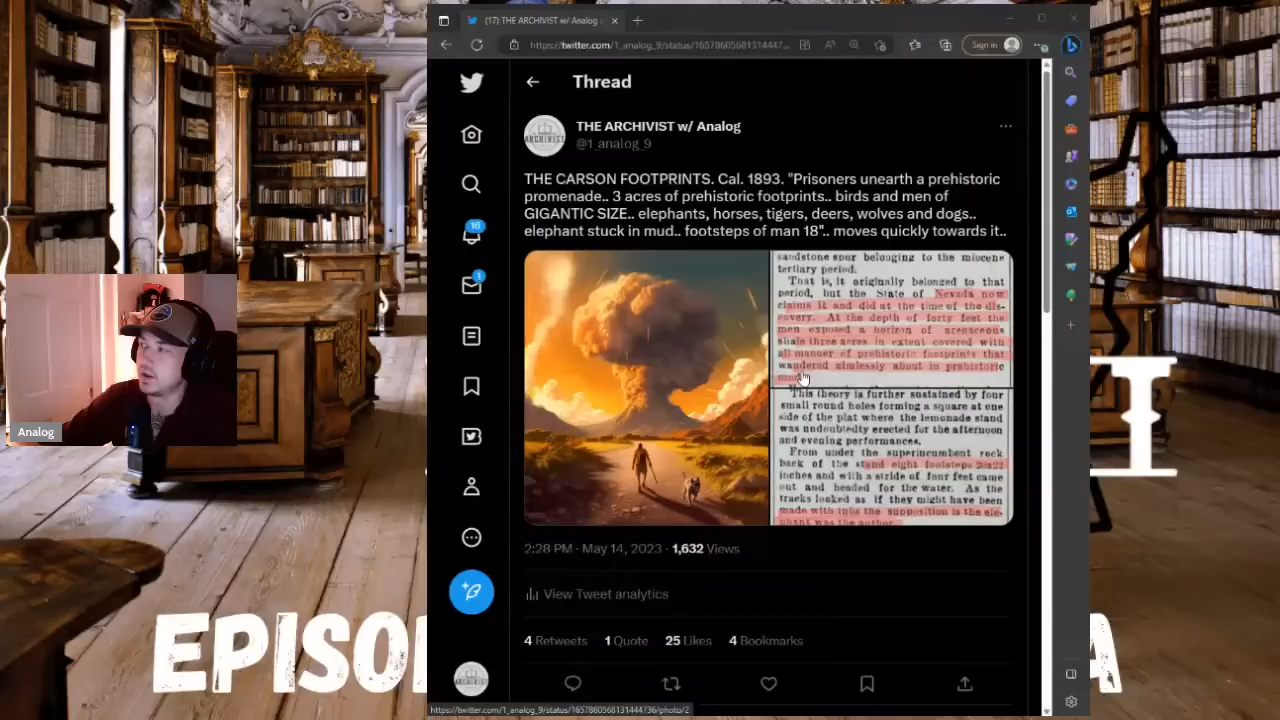 (17) THE ARCHIVIST w/ Analog
https://twitter.com/1_analog_9/status/16578605681314447...
Sign in
Thread
THE ARCHIVIST w/ Analog
@1_analog_9
THE CARSON FOOTPRINTS. Cal. 1893. "Prisoners unearth a prehistoric
promenade.. 3 acres of prehistoric footprints.. birds and men of
GIGANTIC SIZE.. elephants, horses, tigers, deers, wolves and dogs..
elephant stuck in mud.. footsteps of man 18".. moves quickly towards it..
16
1
sandstone spur belonging to the miocene
tertiary period.
That is, it originally belonged to that
period, but the State of Nevada now
claims it and did at the time of the dis-
covery. At the depth of forty feet the
men exposed a horizon of arenaceous
shale three acres in extent covered with
all manner of prehistoric footprints that
wandered aimlessly about in prehistoric
This theory is further sustained by four
small round holes forming a square at one
side of the plat where the lemonade stand
was undoubtedly erected for the afternoon
and evening performances.
From under the superincumbent rock
back of the stand eight footsteps 20x22
inches and with a stride of four feet came
out and headed for the water. As the
tracks looked as if they might have been
made with tubs the supposition is the ele-
phant was the author.
Analog
2:28 PM · May 14, 2023 · 1,632 Views
View Tweet analytics
4 Retweets 1 Quote 25 Likes 4 Bookmarks
ARCHIVIST
https://twitter.com/1_analog_9/status/1657860568131444736/photo/2